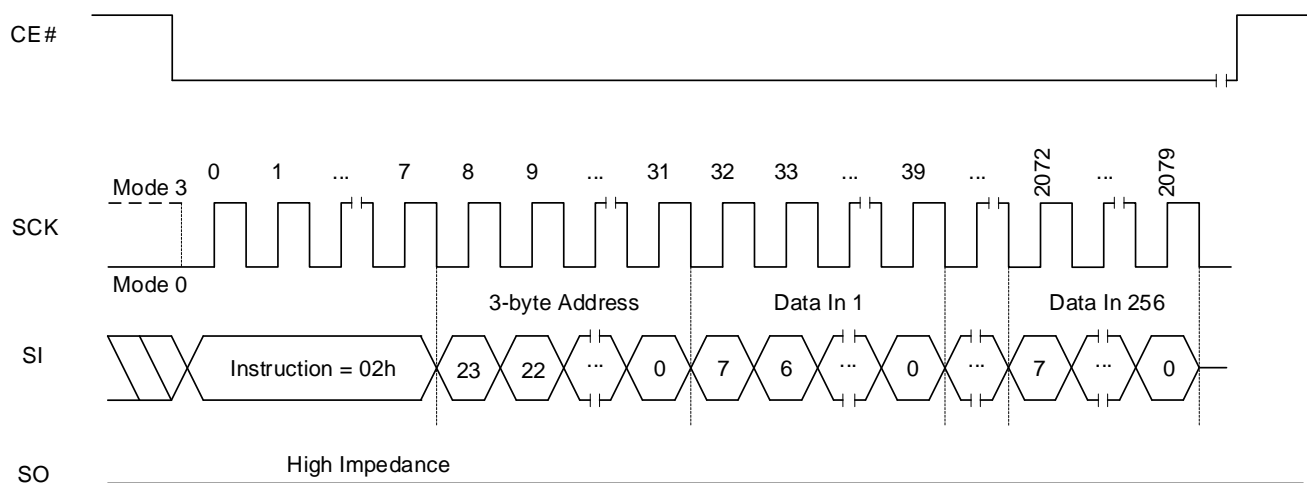 CE#
0 1 ... 7 8 9 ... 31 32 33 ... 39 ... 2072 ... 2079
Mode 3
SCK
Mode 0
3-byte Address Data In 1 Data In 256
SI Instruction = 02h 23 22 ... 0 7 6 ... 0 ... 7 ... 0
High Impedance
SO